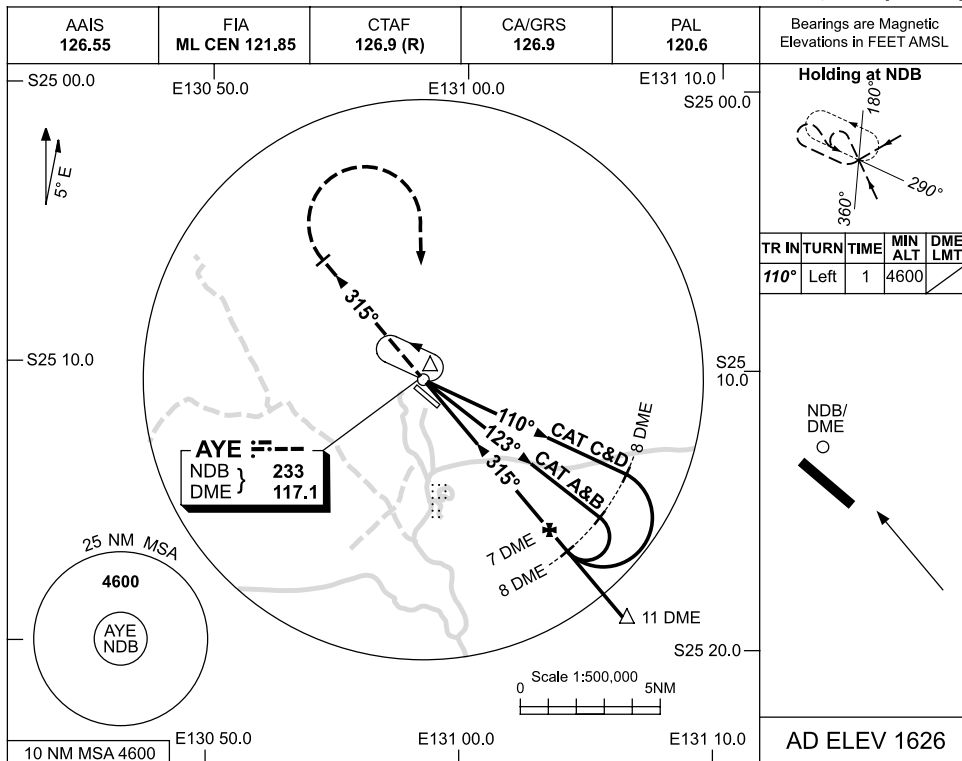 AAIS
126.55
FIA
ML CEN 121.85
CTAF
126.9 (R)
CA/GRS
126.9
PAL
120.6
Bearings are Magnetic
Elevations in FEET AMSL
S25 00.0
E130 50.0
E131 00.0
E131 10.0
S25 00.0
5° E
Holding at NDB
180°
290°
360°
TR IN TURN TIME MIN ALT DME LMT
110° Left 1 4600
315°
S25 10.0
S25
10.0
110° CAT C&D
8 DME
123° CAT A&B
315°
AYE
NDB } 233
DME } 117.1
7 DME
8 DME
11 DME
NDB/
DME
25 NM MSA
4600
AYE
NDB
S25 20.0
Scale 1:500,000
0 5NM
10 NM MSA 4600
E130 50.0
E131 00.0
E131 10.0
AD ELEV 1626